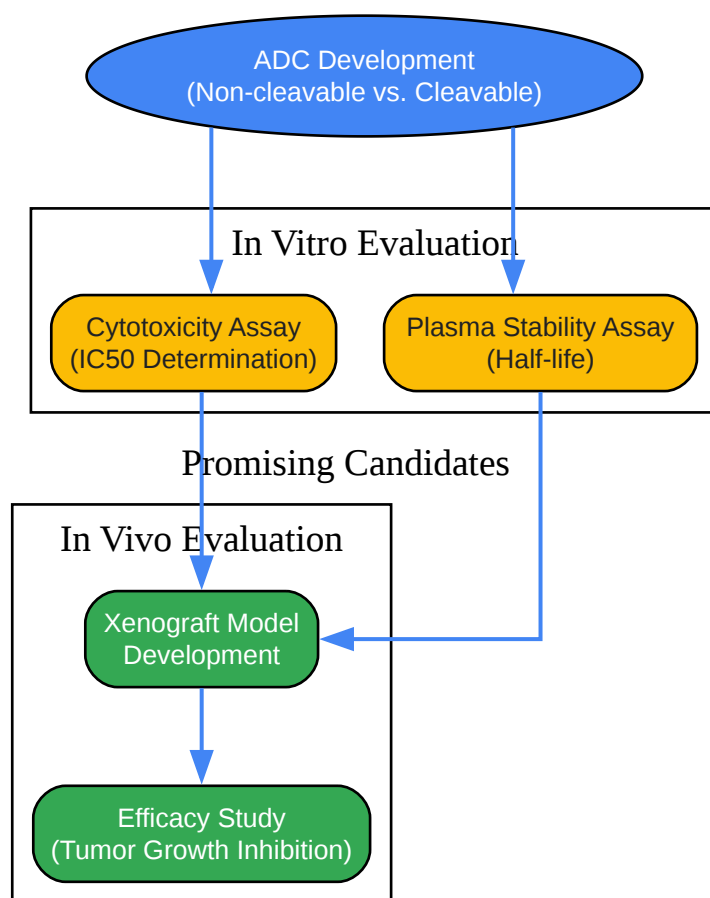 ADC Development
(Non-cleavable vs. Cleavable)
In Vitro Evaluation
Cytotoxicity Assay
(IC50 Determination)
Plasma Stability Assay
(Half-life)
Promising Candidates
In Vivo Evaluation
Xenograft Model
Development
Efficacy Study
(Tumor Growth Inhibition)